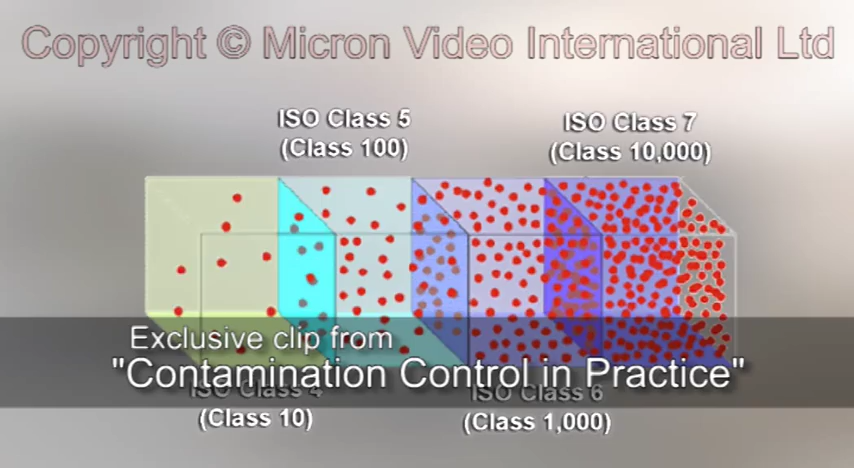 Copyright © Micron Video International Ltd
ISO Class 5
(Class 100)
ISO Class 7
(Class 10,000)
Exclusive clip from
"Contamination Control in Practice"
ISO Class 4
(Class 10)
ISO Class 6
(Class 1,000)